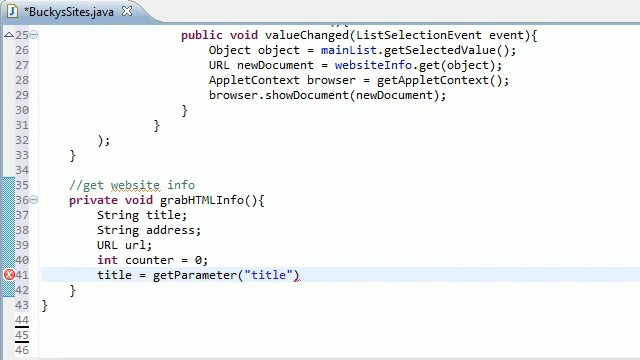 *BuckysSites.java
(){
25 public void valueChanged(ListSelectionEvent event){
26 Object object = mainList.getSelectedValue();
27 URL newDocument = websiteInfo.get(object);
28 AppletContext browser = getAppletContext();
29 browser.showDocument(newDocument);
30 }
31 }
32 );
33 }
34
35 //get website info
36 private void grabHTMLInfo(){
37 String title;
38 String address;
39 URL url;
40 int counter = 0;
41 title = getParameter("title")
42 }
43 }
44
45
46